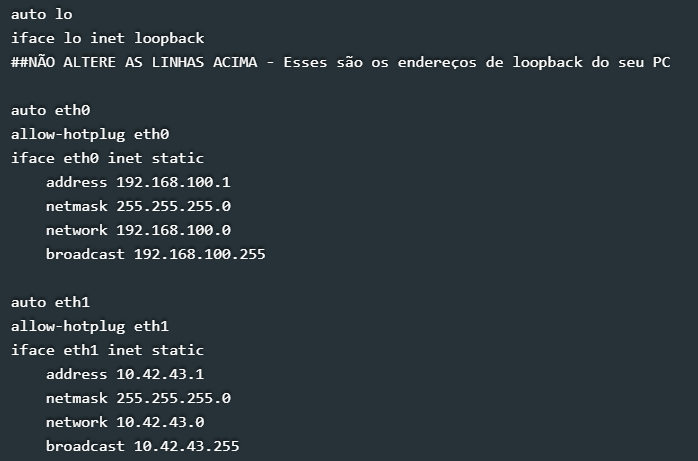 auto lo
iface lo inet loopback
##NÃO ALTERE AS LINHAS ACIMA - Esses são os endereços de loopback do seu PC
auto eth0
allow-hotplug eth0
iface eth0 inet static
address 192.168.100.1
netmask 255.255.255.0
network 192.168.100.0
broadcast 192.168.100.255
auto eth1
allow-hotplug eth1
iface eth1 inet static
address 10.42.43.1
netmask 255.255.255.0
network 10.42.43.0
broadcast 10.42.43.255